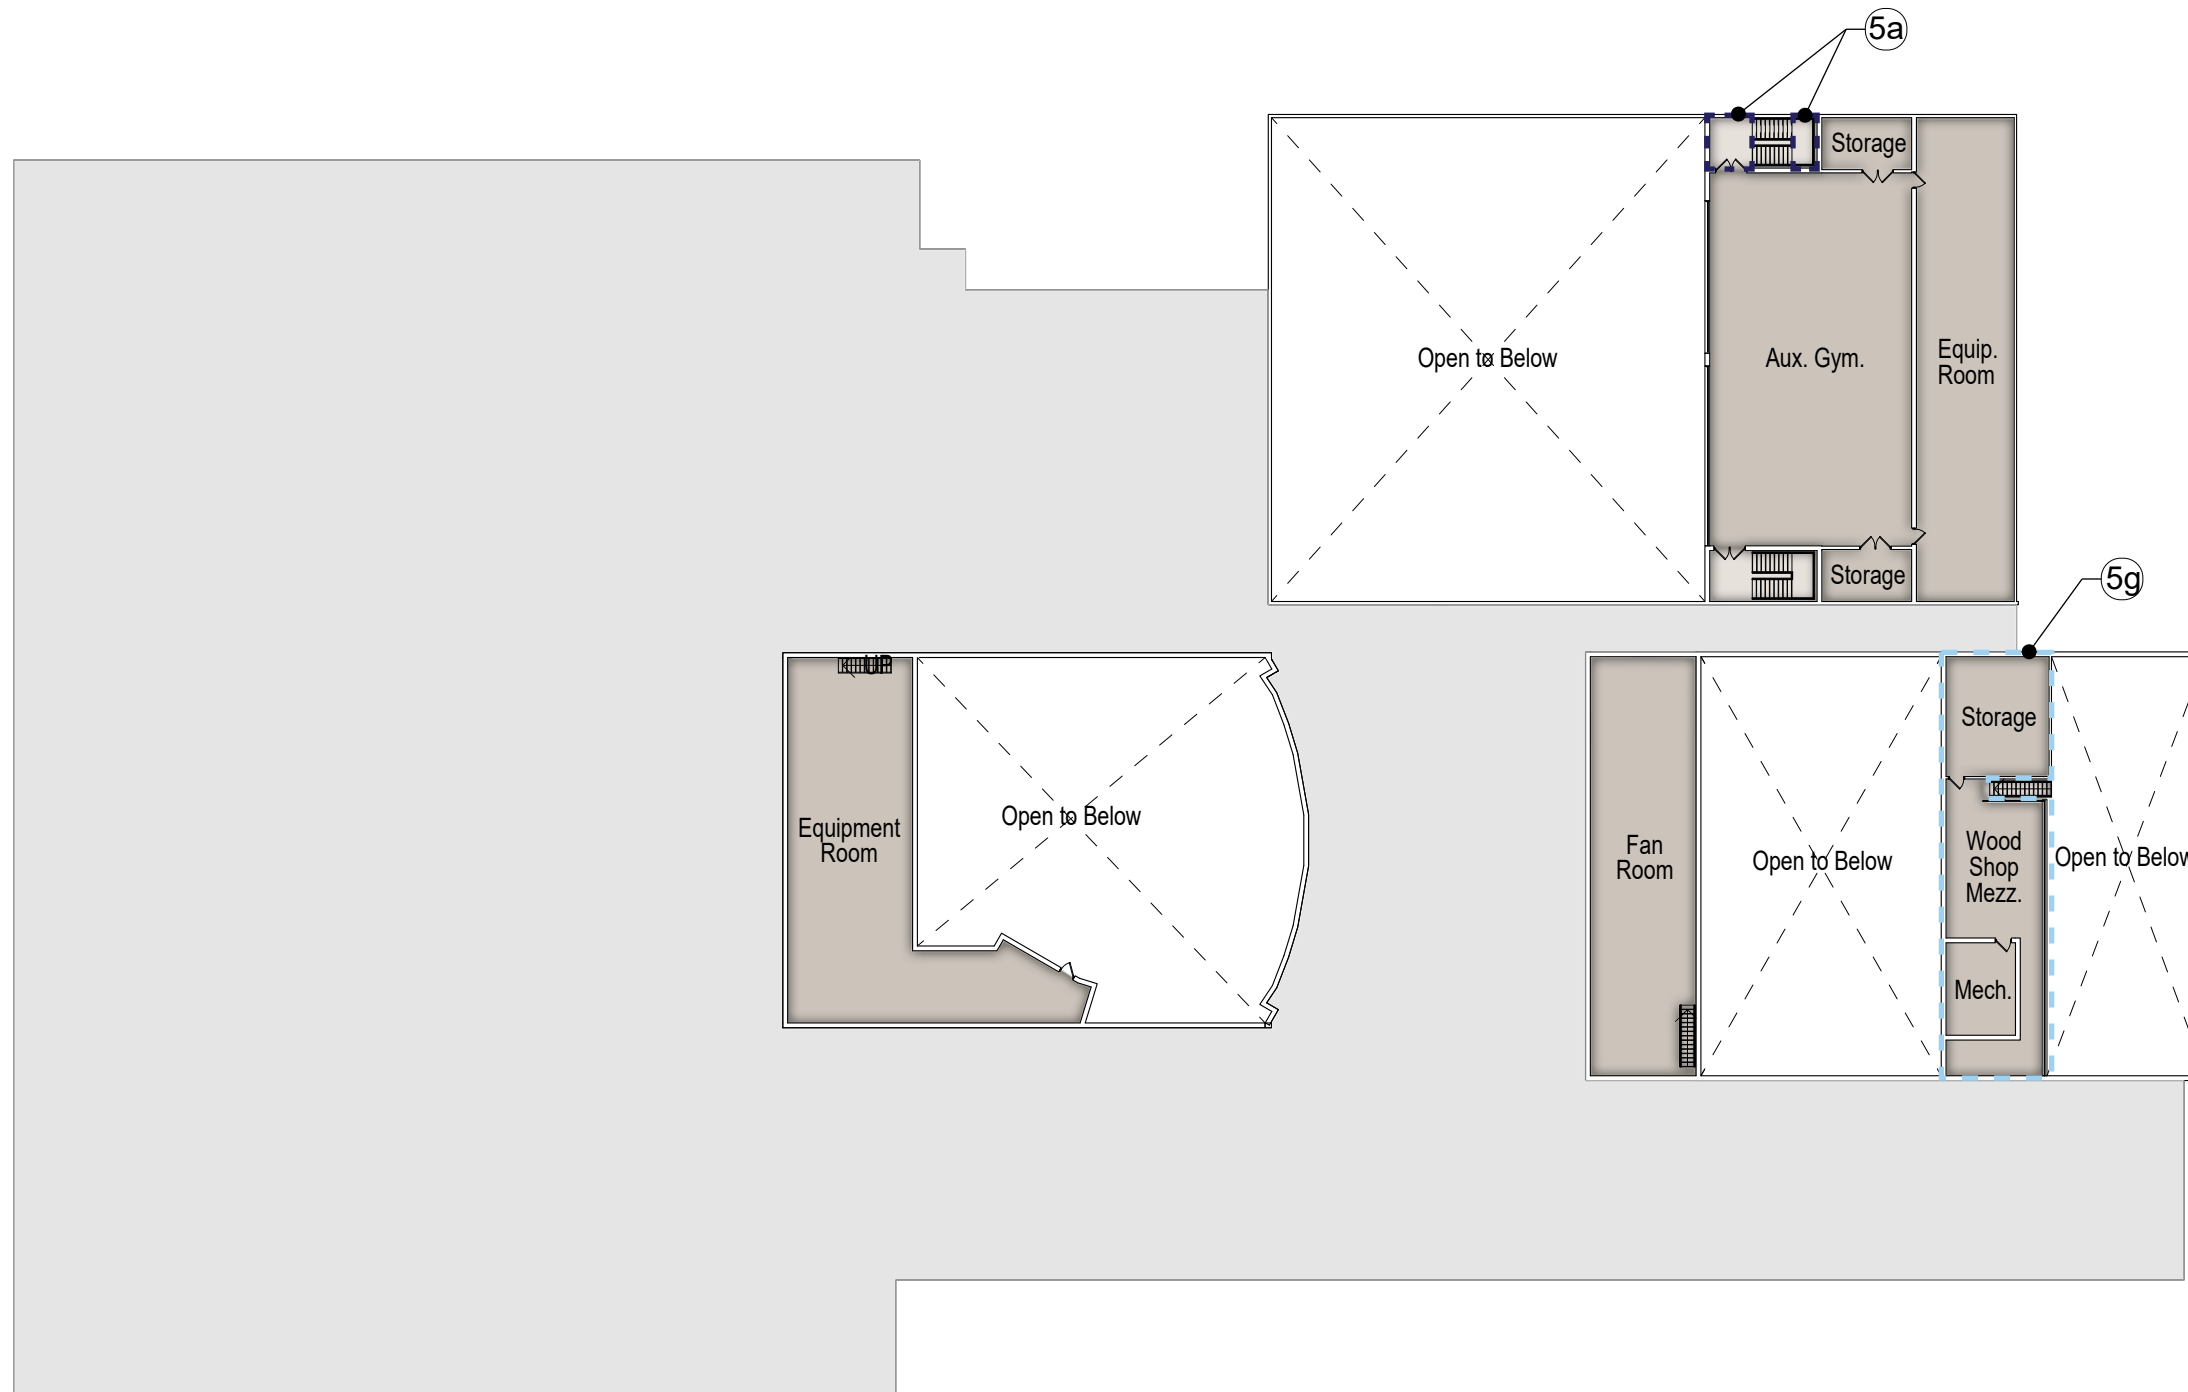 5a
Storage
Open to Below
Aux. Gym.
Equip.
Room
Storage
5g
UP
Storage
Open to Below
Equipment
Room
Fan
Room
Open to Below
Wood
Shop
Mezz.
Open to Below
Mech.